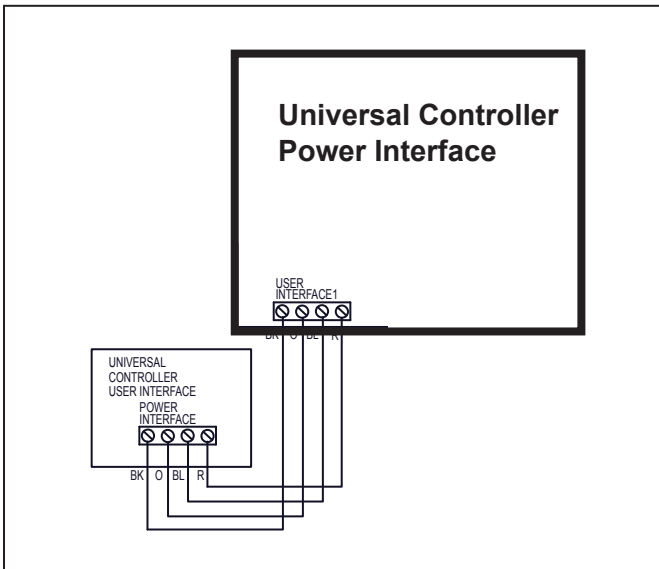 Universal Controller
Power Interface
USER
INTERFACE1
BK O BL R
UNIVERSAL
CONTROLLER
USER INTERFACE
POWER
INTERFACE
BK O BL R